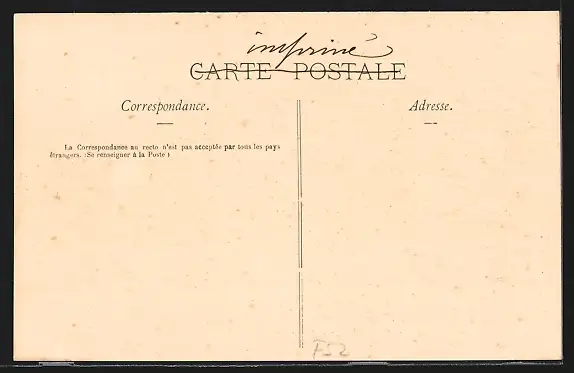 imprimé
CARTE POSTALE
Correspondance.
Adresse.
La Correspondance au recto n'est pas acceptée par tous les pays
étrangers. (Se renseigner à la Poste)
F52